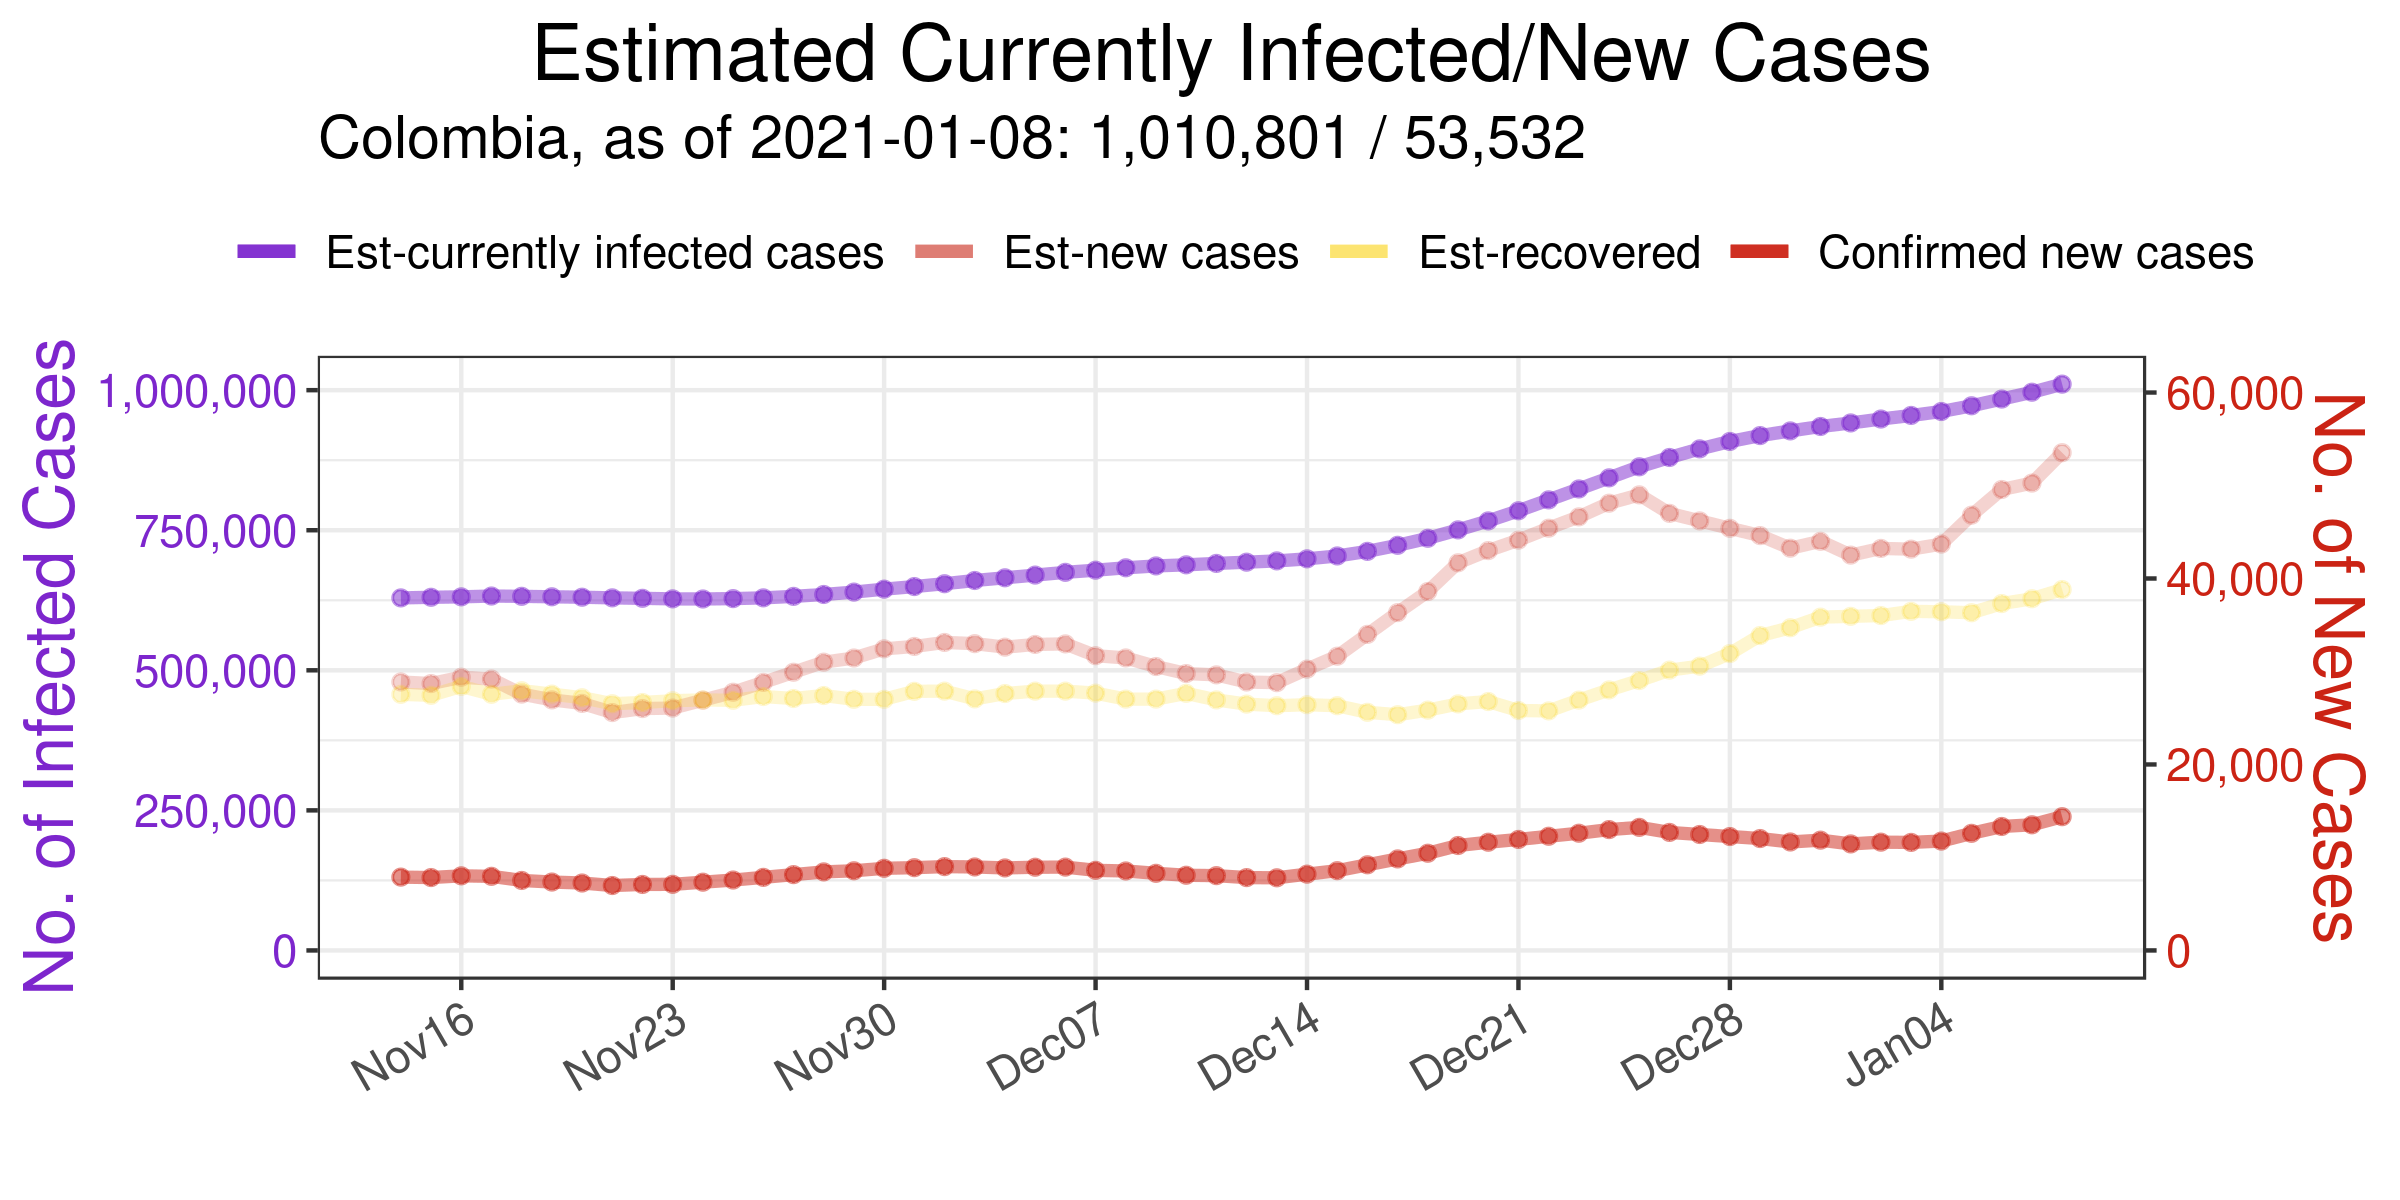 Estimated Currently Infected/New Cases
Colombia, as of 2021-01-08: 1,010,801 / 53,532
Est-currently infected cases Est-new cases Est-recovered Confirmed new cases
No. of Infected Cases
1,000,000
750,000
500,000
250,000
0
60,000
40,000
20,000
0
No. of New Cases
Nov16 Nov23 Nov30 Dec07 Dec14 Dec21 Dec28 Jan04